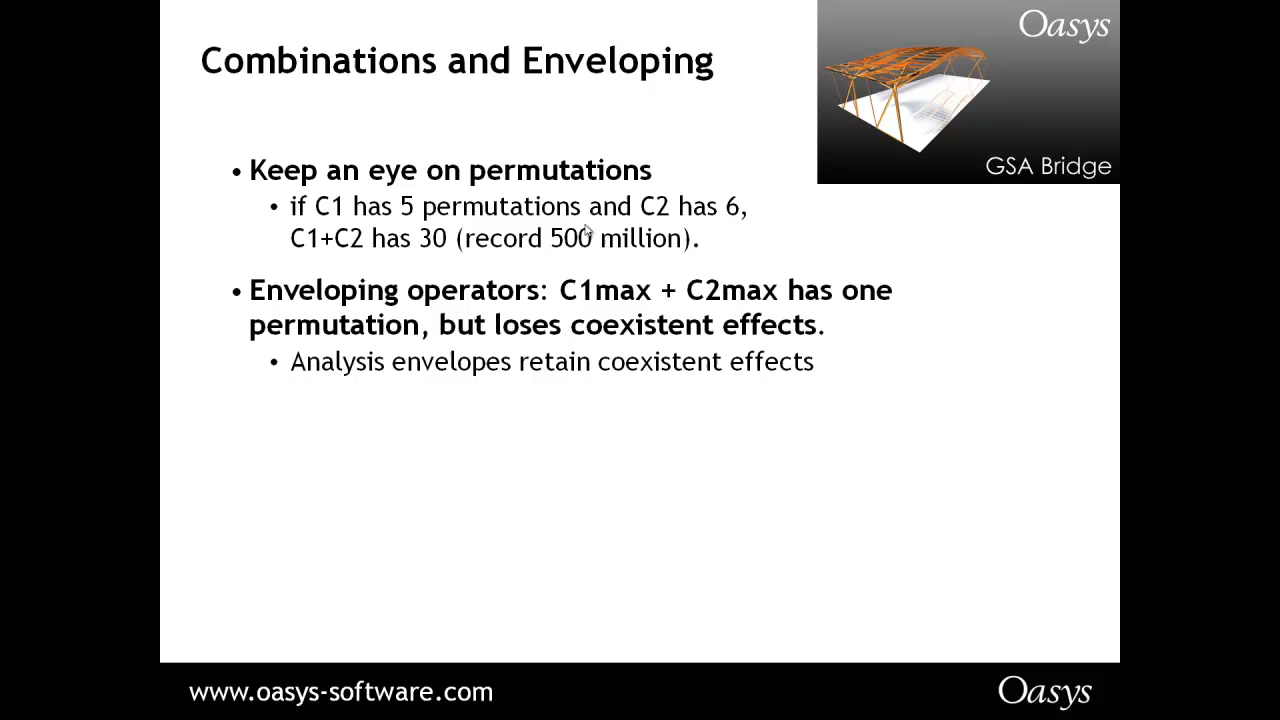 Oasys
Combinations and Enveloping
GSA Bridge
• Keep an eye on permutations
• if C1 has 5 permutations and C2 has 6,
C1+C2 has 30 (record 500 million).
• Enveloping operators: C1max + C2max has one
permutation, but loses coexistent effects.
• Analysis envelopes retain coexistent effects
www.oasys-software.com
Oasys